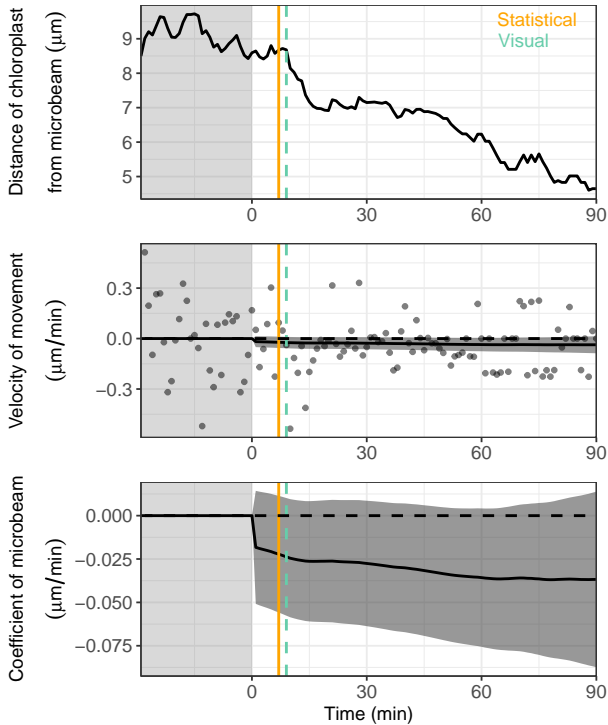 Distance of chloroplast
from microbeam (μm)
9
8
7
6
5
Statistical
Visual
0
30
60
90
Velocity of movement
(μm/min)
0.3
0.0
−0.3
0
30
60
90
Coefficient of microbeam
(μm/min)
0.000
−0.025
−0.050
−0.075
0
30
60
90
Time (min)